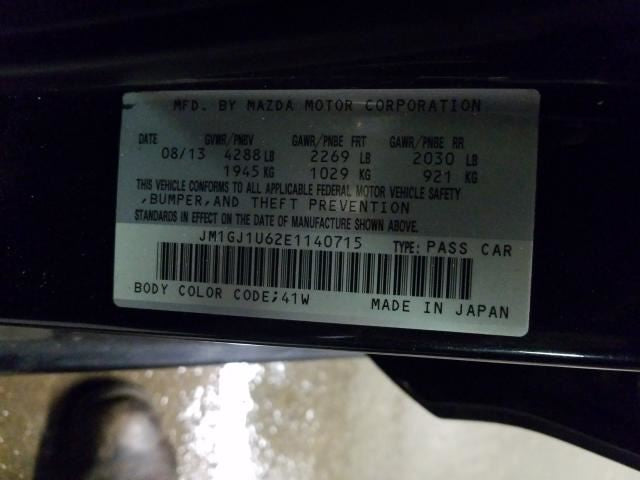 MFD. BY MAZDA MOTOR CORPORATION
DATE GVWR/PNBV GAWR/PNBE FRT GAWR/PNBE RR
08/13 4288 LB 2269 LB 2030 LB
1945 KG 1029 KG 921 KG
THIS VEHICLE CONFORMS TO ALL APPLICABLE FEDERAL MOTOR VEHICLE SAFETY
,BUMPER,AND THEFT PREVENTION
STANDARDS IN EFFECT ON THE DATE OF MANUFACTURE SHOWN ABOVE.
JM1GJ1U62E1140715 TYPE: PASS CAR
BODY COLOR CODE;41W MADE IN JAPAN